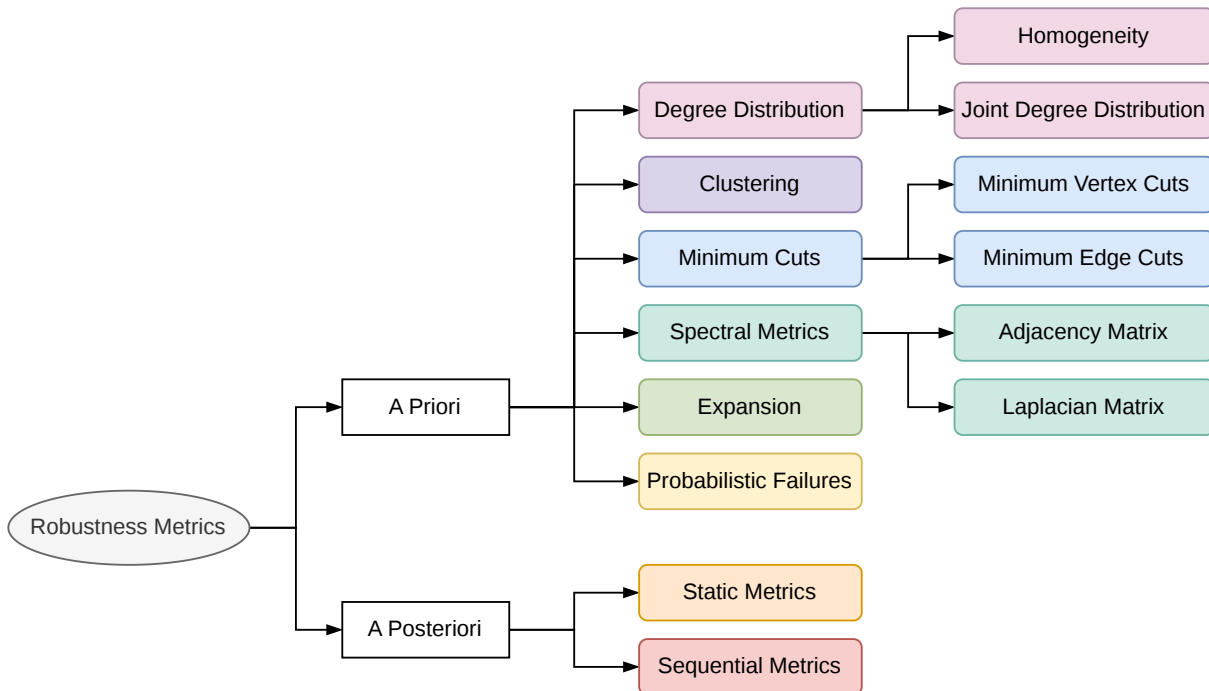 Homogeneity
Degree Distribution
Joint Degree Distribution
Clustering
Minimum Vertex Cuts
Minimum Cuts
Minimum Edge Cuts
Spectral Metrics
Adjacency Matrix
A Priori
Expansion
Laplacian Matrix
Probabilistic Failures
Robustness Metrics
Static Metrics
A Posteriori
Sequential Metrics